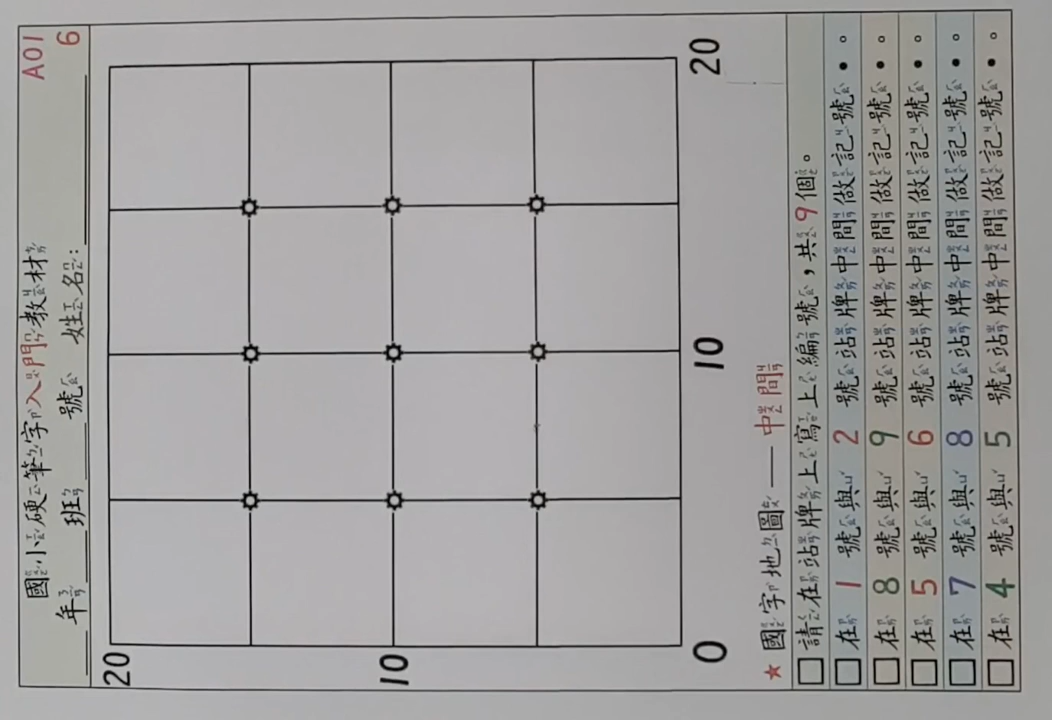 國小硬筆字入門教材 A01
年 班 號 姓名： 6
20
10
0 10 20
★ 國字地圖 —— 中間
□ 請在站牌上寫上編號，共9個。
□ 在 1 號與 2 號站牌中間做記號 ● 。
□ 在 8 號與 9 號站牌中間做記號 ● 。
□ 在 5 號與 6 號站牌中間做記號 ● 。
□ 在 7 號與 8 號站牌中間做記號 ● 。
□ 在 4 號與 5 號站牌中間做記號 ● 。